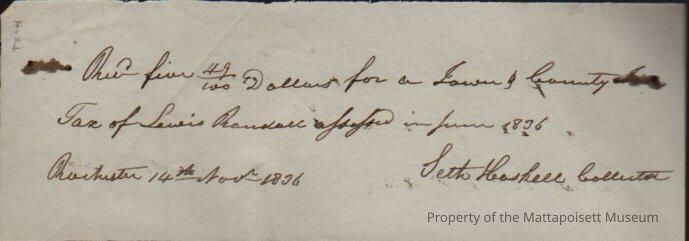 Recd five 49/100 Dollars for a Town & County
Tax of Lewis Randall assessed in June 1836
Rochester 14th Novr 1836
Seth Haskell Collector
Property of the Mattapoisett Museum